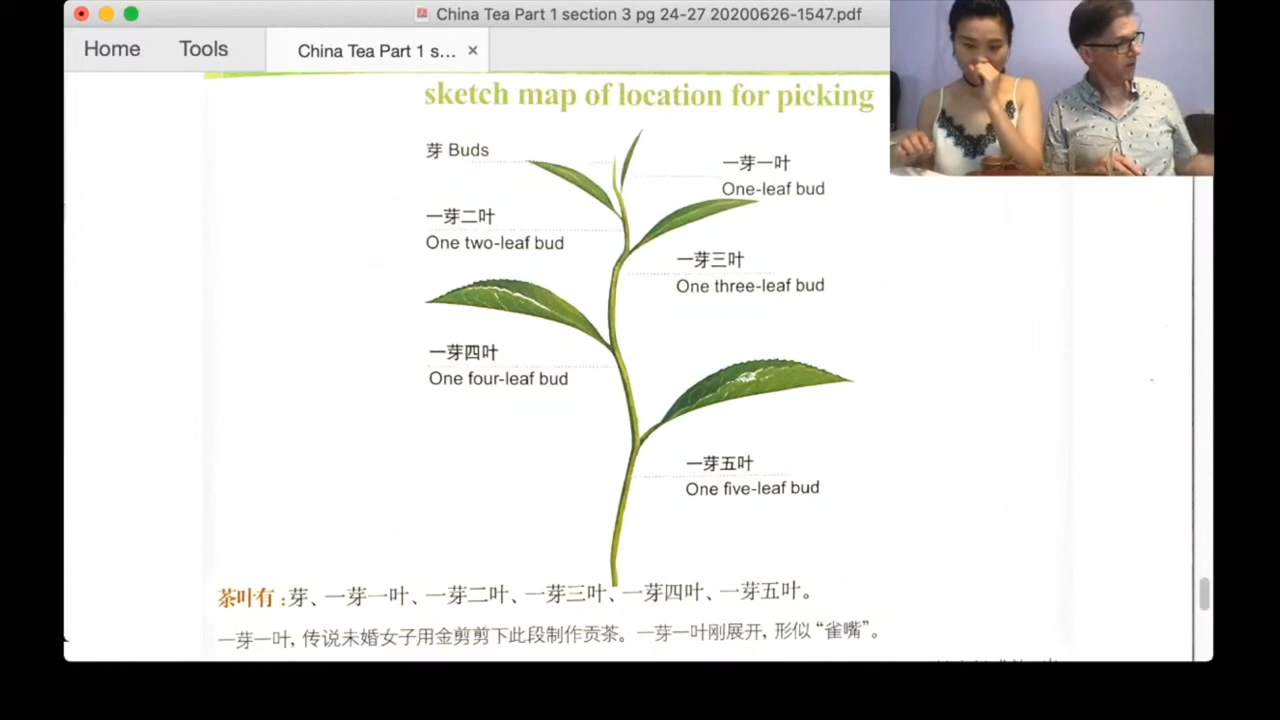 China Tea Part 1 section 3 pg 24-27 20200626-1547.pdf
Home Tools China Tea Part 1 s... ×
sketch map of location for picking
芽 Buds
一芽一叶
One-leaf bud
一芽二叶
One two-leaf bud
一芽三叶
One three-leaf bud
一芽四叶
One four-leaf bud
一芽五叶
One five-leaf bud
茶叶有：芽、一芽一叶、一芽二叶、一芽三叶、一芽四叶、一芽五叶。
一芽一叶，传说未婚女子用金剪剪下此段制作贡茶。一芽一叶刚展开，形似“雀嘴”。